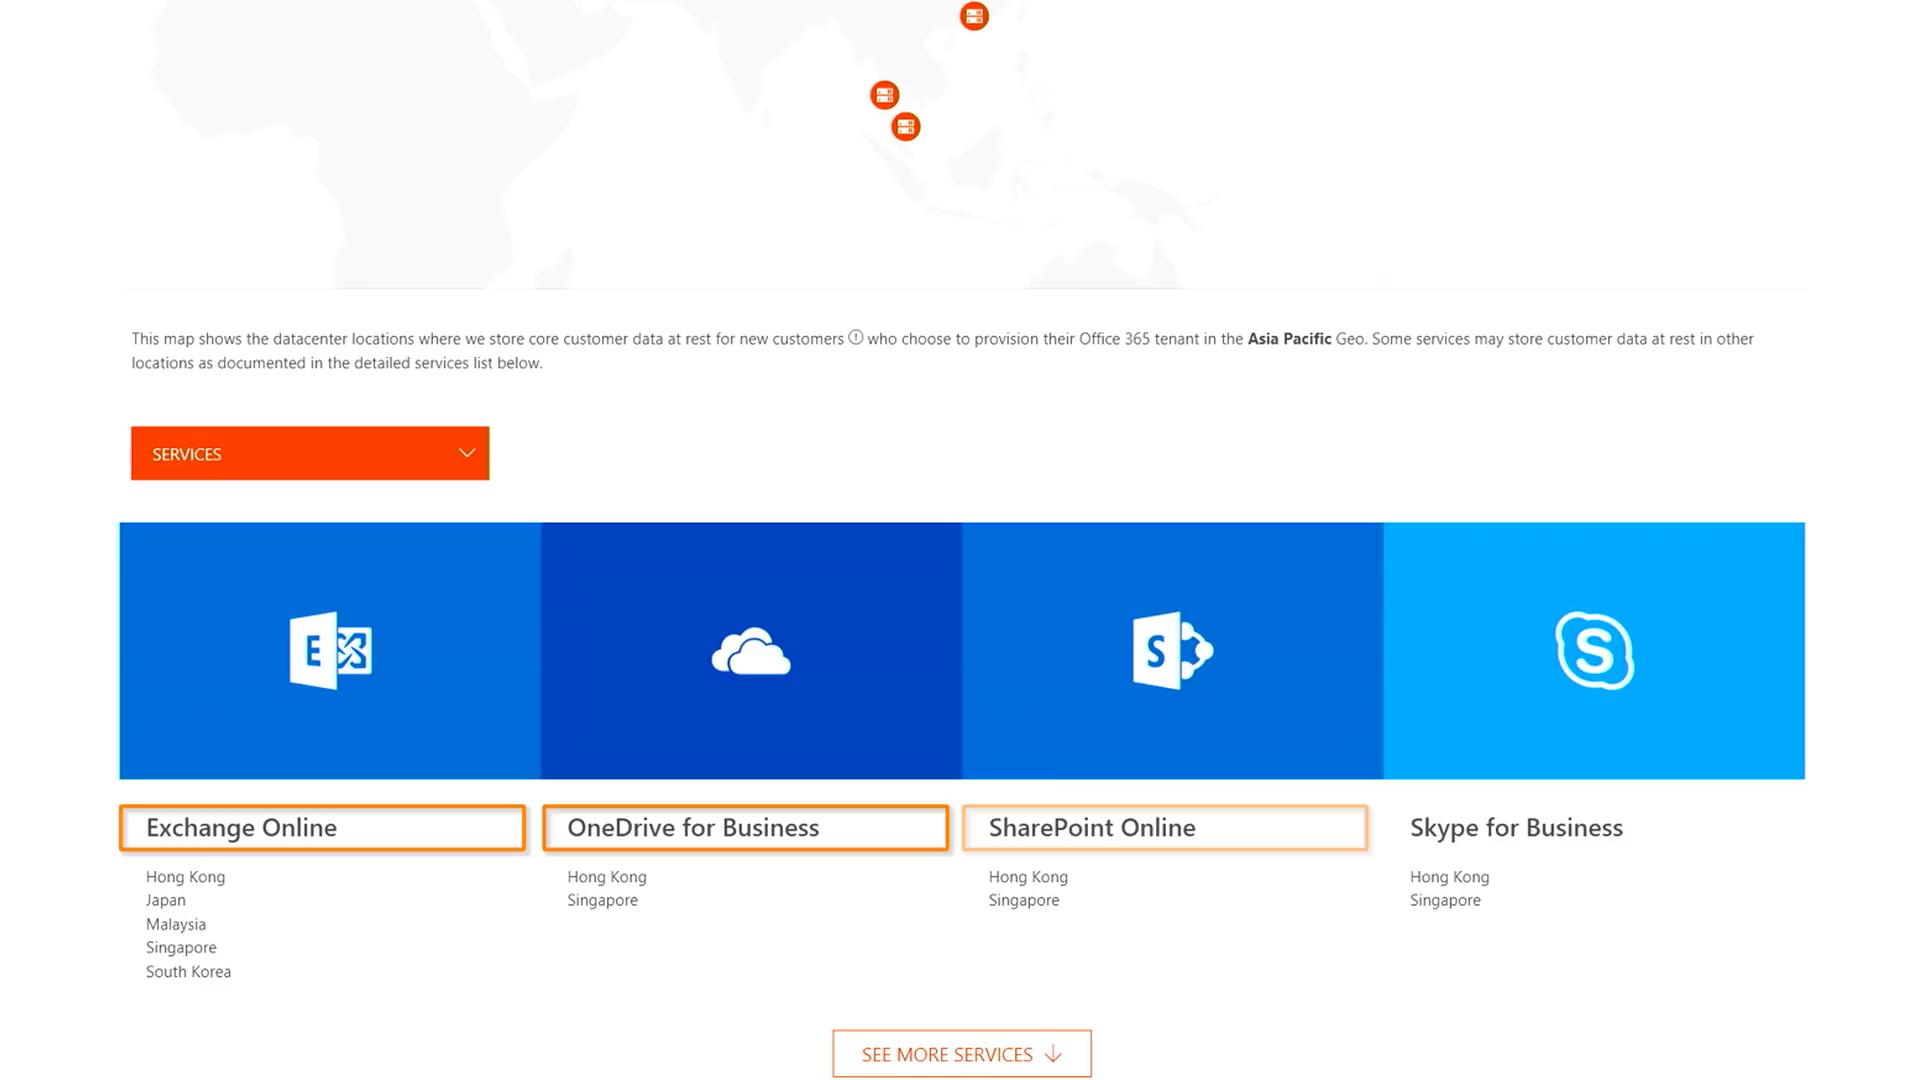 This map shows the datacenter locations where we store core customer data at rest for new customers who choose to provision their Office 365 tenant in the Asia Pacific Geo. Some services may store customer data at rest in other
locations as documented in the detailed services list below.
SERVICES
E
S
S
Exchange Online
Hong Kong
Japan
Malaysia
Singapore
South Korea
OneDrive for Business
Hong Kong
Singapore
SharePoint Online
Hong Kong
Singapore
Skype for Business
Hong Kong
Singapore
SEE MORE SERVICES